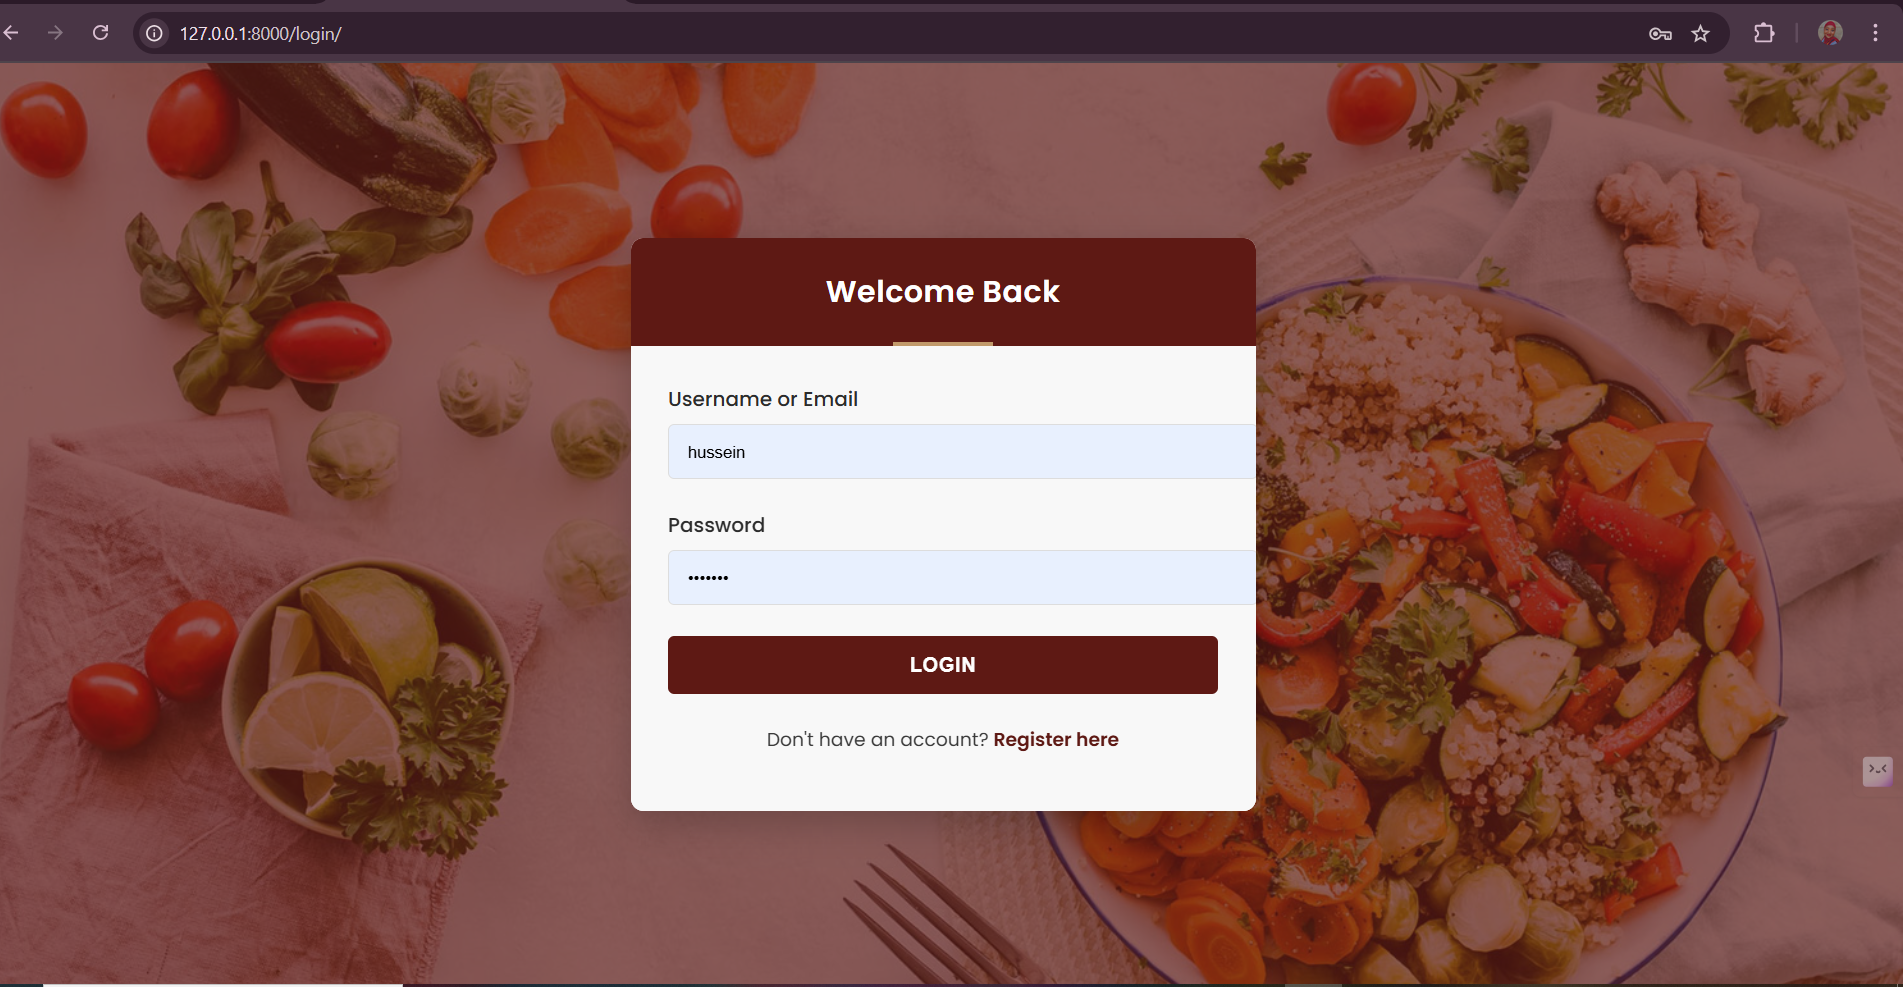 127.0.0.1:8000/login/
Welcome Back
Username or Email
hussein
Password
•••••••
LOGIN
Don't have an account? Register here